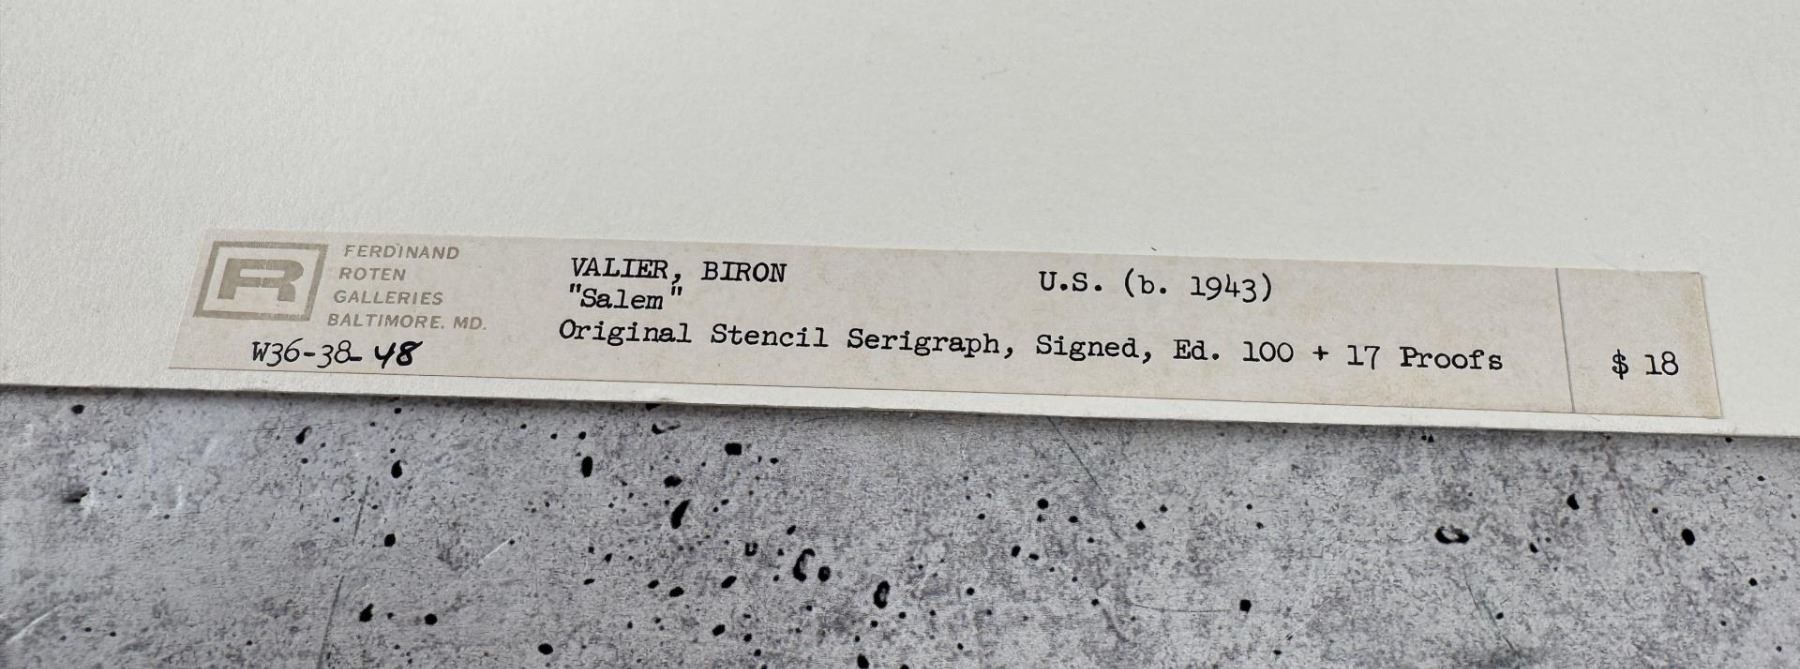 R
FERDINAND
ROTEN
GALLERIES
BALTIMORE. MD.
W36-38-48
VALIER, BIRON U.S. (b. 1943)
"Salem"
Original Stencil Serigraph, Signed, Ed. 100 + 17 Proofs
$ 18